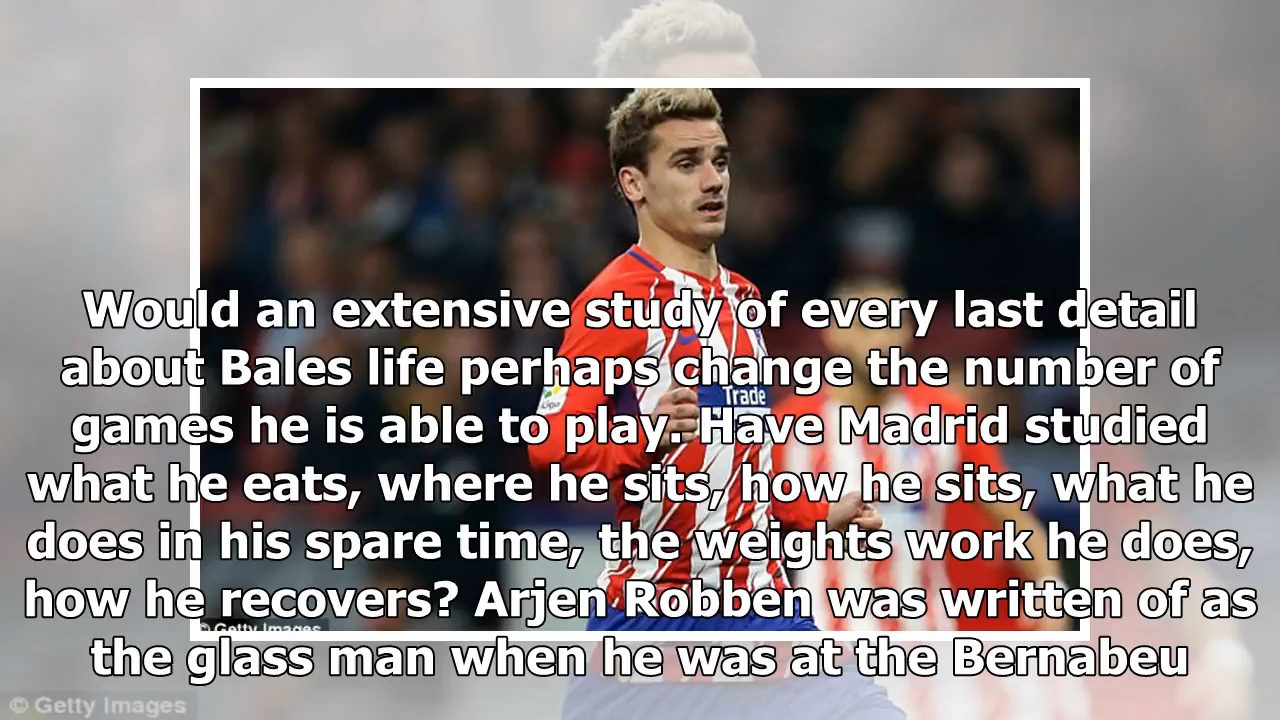 Would an extensive study of every last detail
about Bales life perhaps change the number of
games he is able to play. Have Madrid studied
what he eats, where he sits, how he sits, what he
does in his spare time, the weights work he does,
how he recovers? Arjen Robben was written of as
the glass man when he was at the Bernabeu
Trade
© Getty Images
© Getty Images